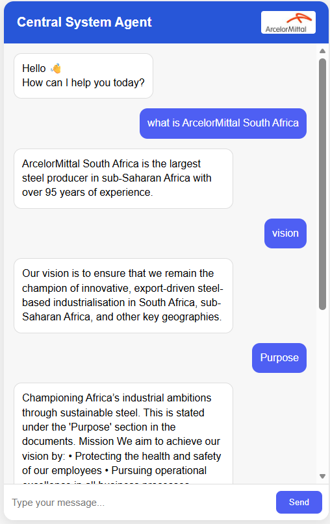 Central System Agent
ArcelorMittal
Hello 👋
How can I help you today?
what is ArcelorMittal South Africa
ArcelorMittal South Africa is the largest
steel producer in sub-Saharan Africa with
over 95 years of experience.
vision
Our vision is to ensure that we remain the
champion of innovative, export-driven steel-
based industrialisation in South Africa, sub-
Saharan Africa, and other key geographies.
Purpose
Championing Africa's industrial ambitions
through sustainable steel. This is stated
under the 'Purpose' section in the
documents. Mission We aim to achieve our
vision by: • Protecting the health and safety
of our employees • Pursuing operational
excellence in all business processes
Type your message...
Send